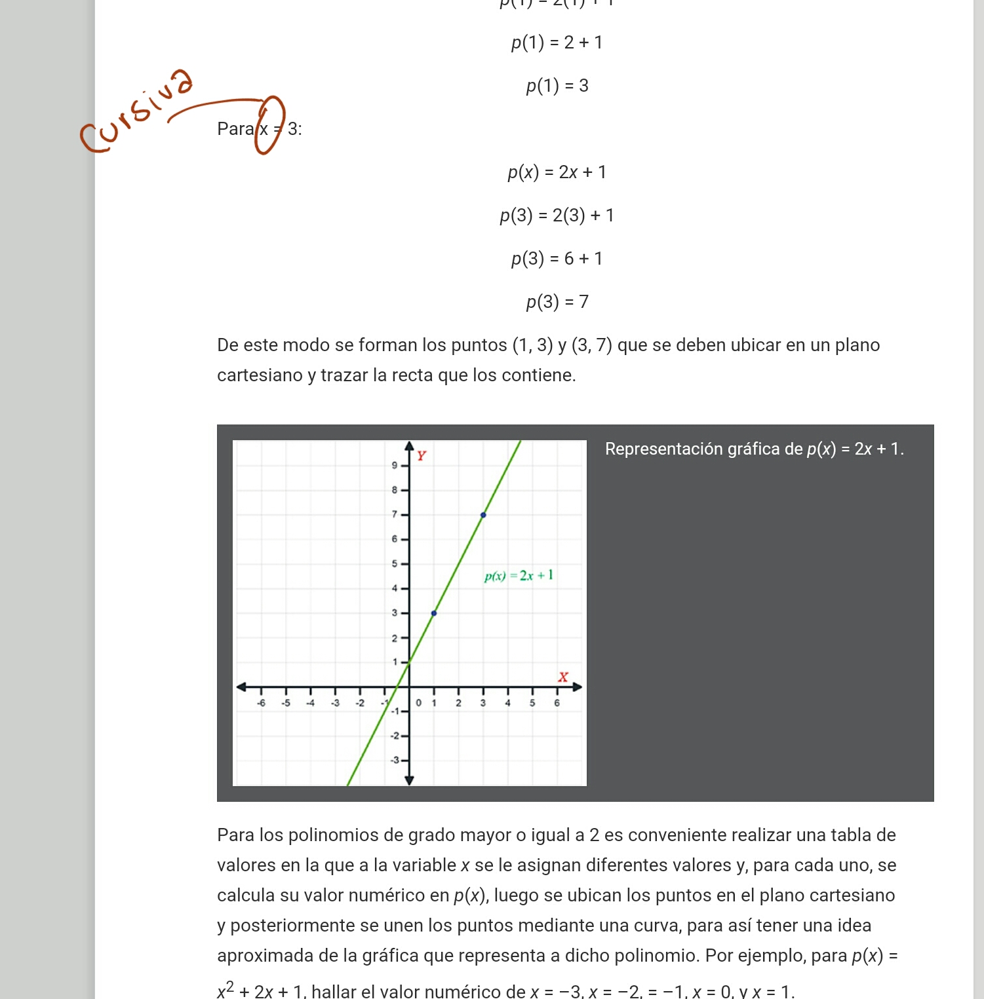 p(1) = 2(1) + 1
p(1) = 2 + 1
p(1) = 3
Cursiva
Para x = 3:
p(x) = 2x + 1
p(3) = 2(3) + 1
p(3) = 6 + 1
p(3) = 7
De este modo se forman los puntos (1, 3) y (3, 7) que se deben ubicar en un plano
cartesiano y trazar la recta que los contiene.
Representación gráfica de p(x) = 2x + 1.
Y
9
8
7
6
5
p(x) = 2x + 1
4
3
2
1
X
-6 -5 -4 -3 -2 -1 0 1 2 3 4 5 6
-1
-2
-3
Para los polinomios de grado mayor o igual a 2 es conveniente realizar una tabla de
valores en la que a la variable x se le asignan diferentes valores y, para cada uno, se
calcula su valor numérico en p(x), luego se ubican los puntos en el plano cartesiano
y posteriormente se unen los puntos mediante una curva, para así tener una idea
aproximada de la gráfica que representa a dicho polinomio. Por ejemplo, para p(x) =
x² + 2x + 1, hallar el valor numérico de x = −3, x = −2, = −1, x = 0, y x = 1.